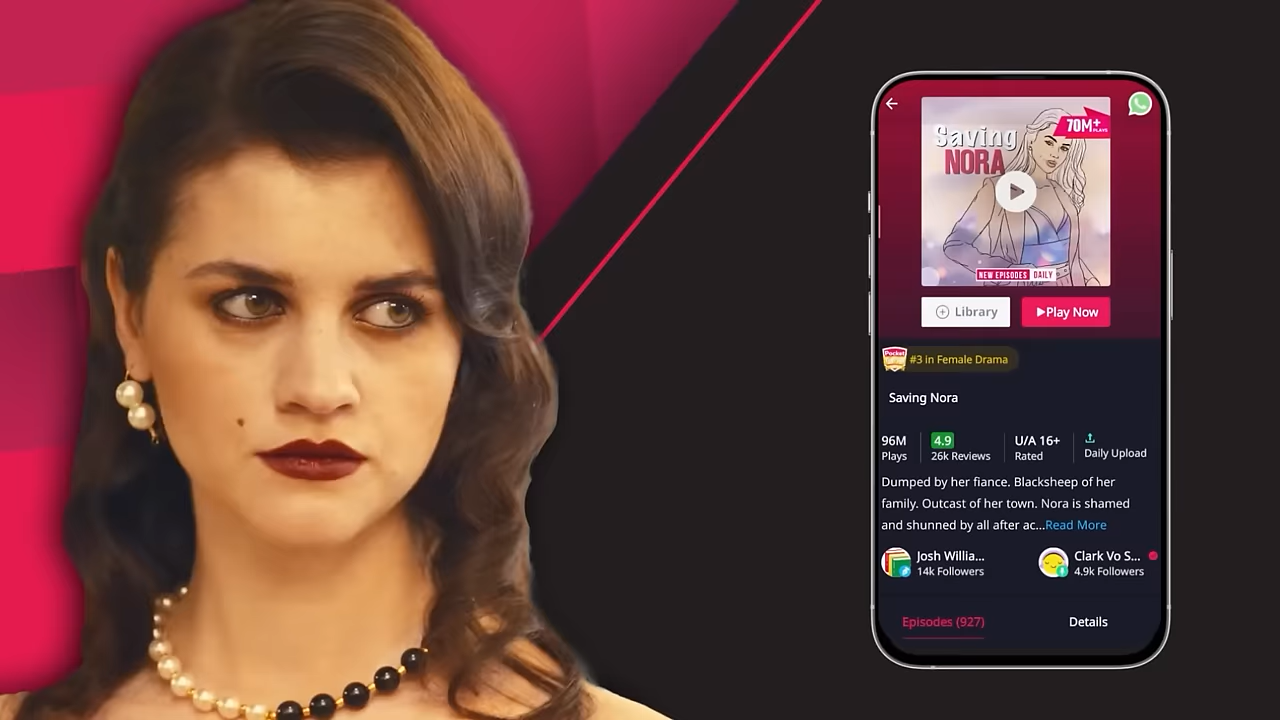 Saving
NORA
70M+
PLAYS
NEW EPISODES DAILY
Library
Play Now
Pocket
#3 in Female Drama
Saving Nora
96M
Plays
4.9
26k Reviews
U/A 16+
Rated
Daily Upload
Dumped by her fiance. Blacksheep of her
family. Outcast of her town. Nora is shamed
and shunned by all after ac...Read More
Josh Willia...
14k Followers
Clark Vo S...
4.9k Followers
Episodes (927)
Details